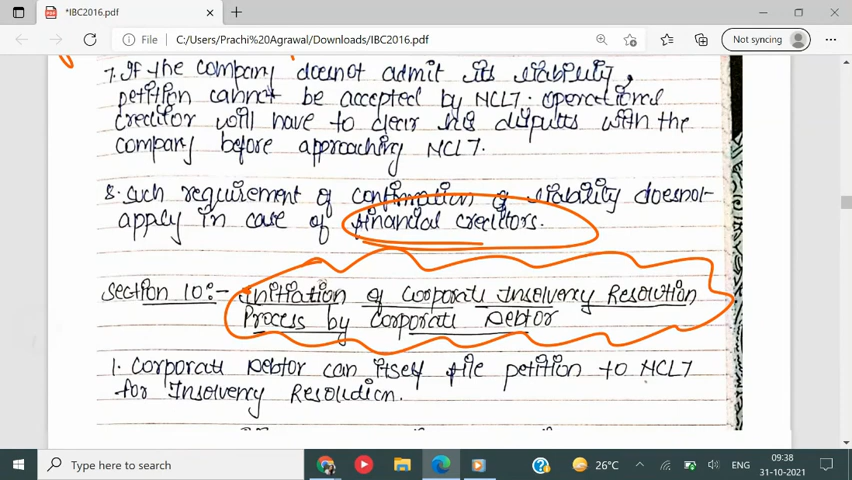 *IBC2016.pdf
File
C:/Users/Prachi%20Agrawal/Downloads/IBC2016.pdf
Not syncing
7. If the company doesnot admit its liability,
petition cannot be accepted by NCLT. operational
creditor will have to clear his disputs with the
company before approaching NCLT.
8. Such requirement of confimation of liability doesnot
apply in case of financial creditors.
Section 10:- Initiation of Corporate Insolvency Resolution
Process by Corporate Debtor
1. Corporate Debtor can itself file petition to NCLT
for Insolvency Resolution.
Type here to search
26°C
ENG
09:38
31-10-2021